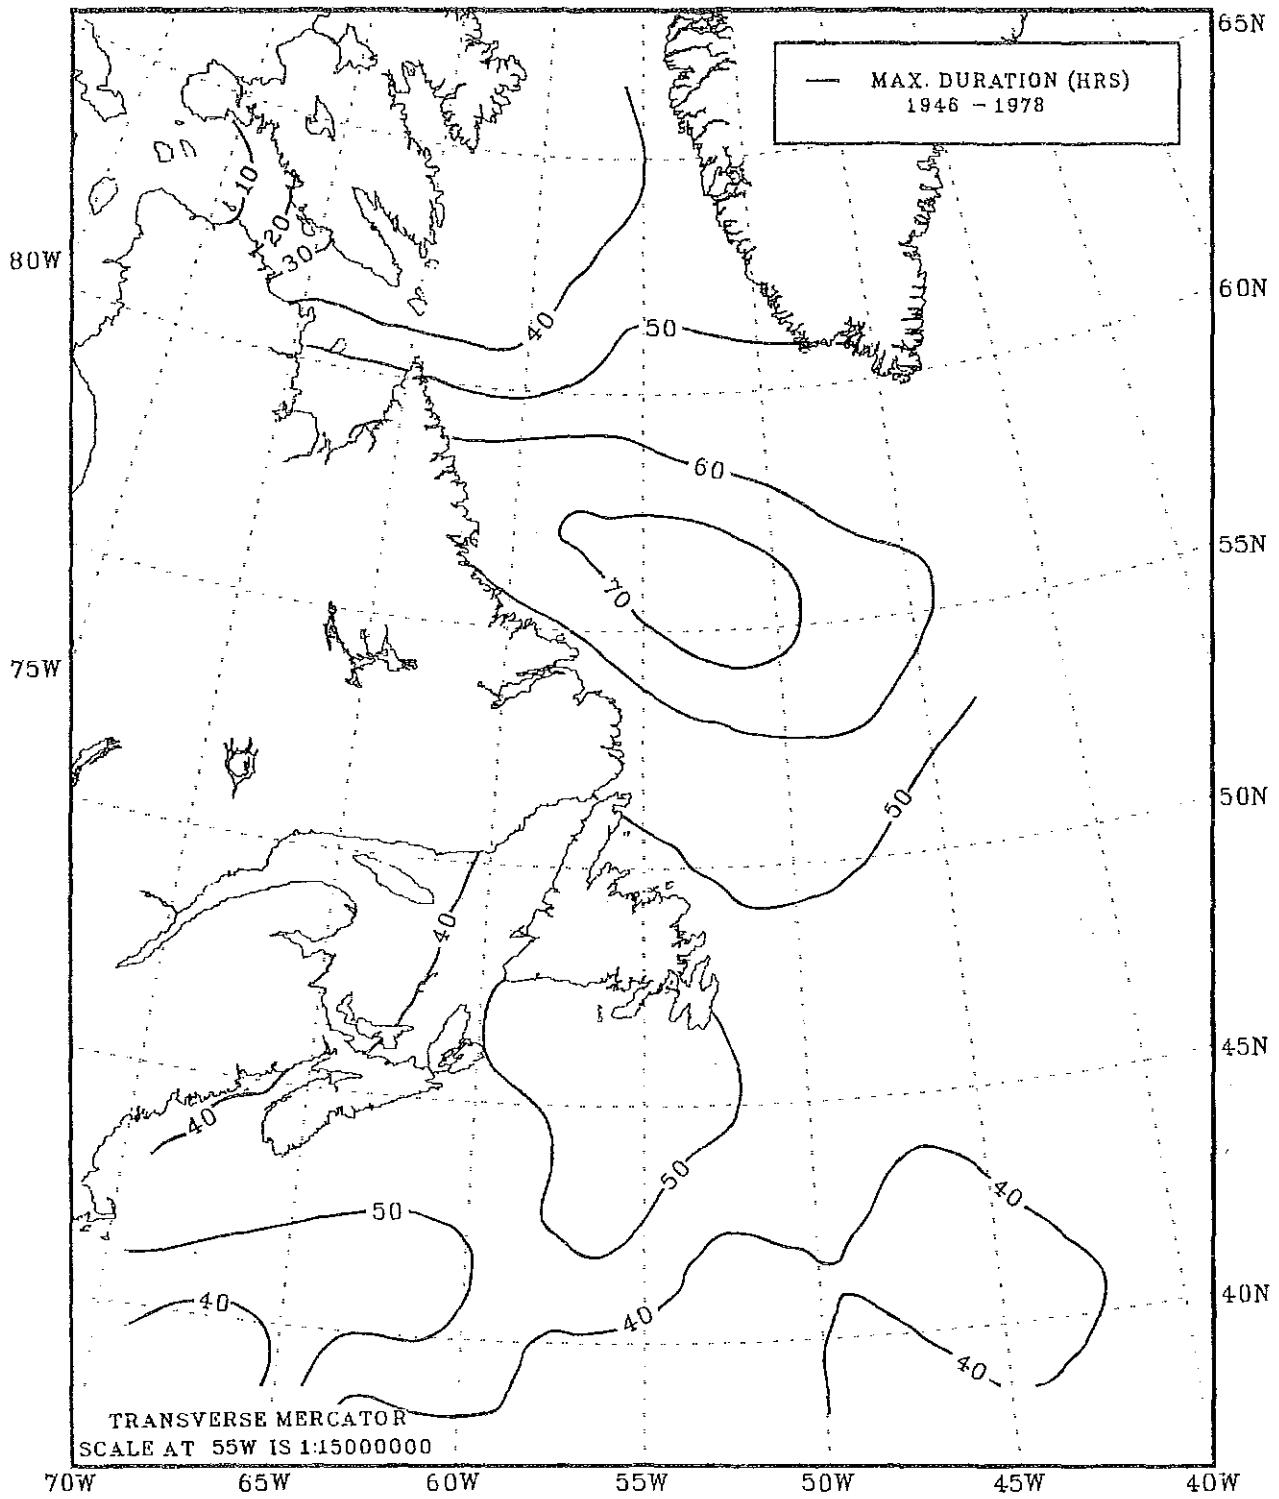 65N
MAX. DURATION (HRS)
1946 - 1978
10
20
30
80W
60N
40
50
60
55N
70
75W
50N
50
40
45N
40
50
40
50
40N
40
40
40
TRANSVERSE MERCATOR
SCALE AT 55W IS 1:15000000
70W 65W 60W 55W 50W 45W 40W